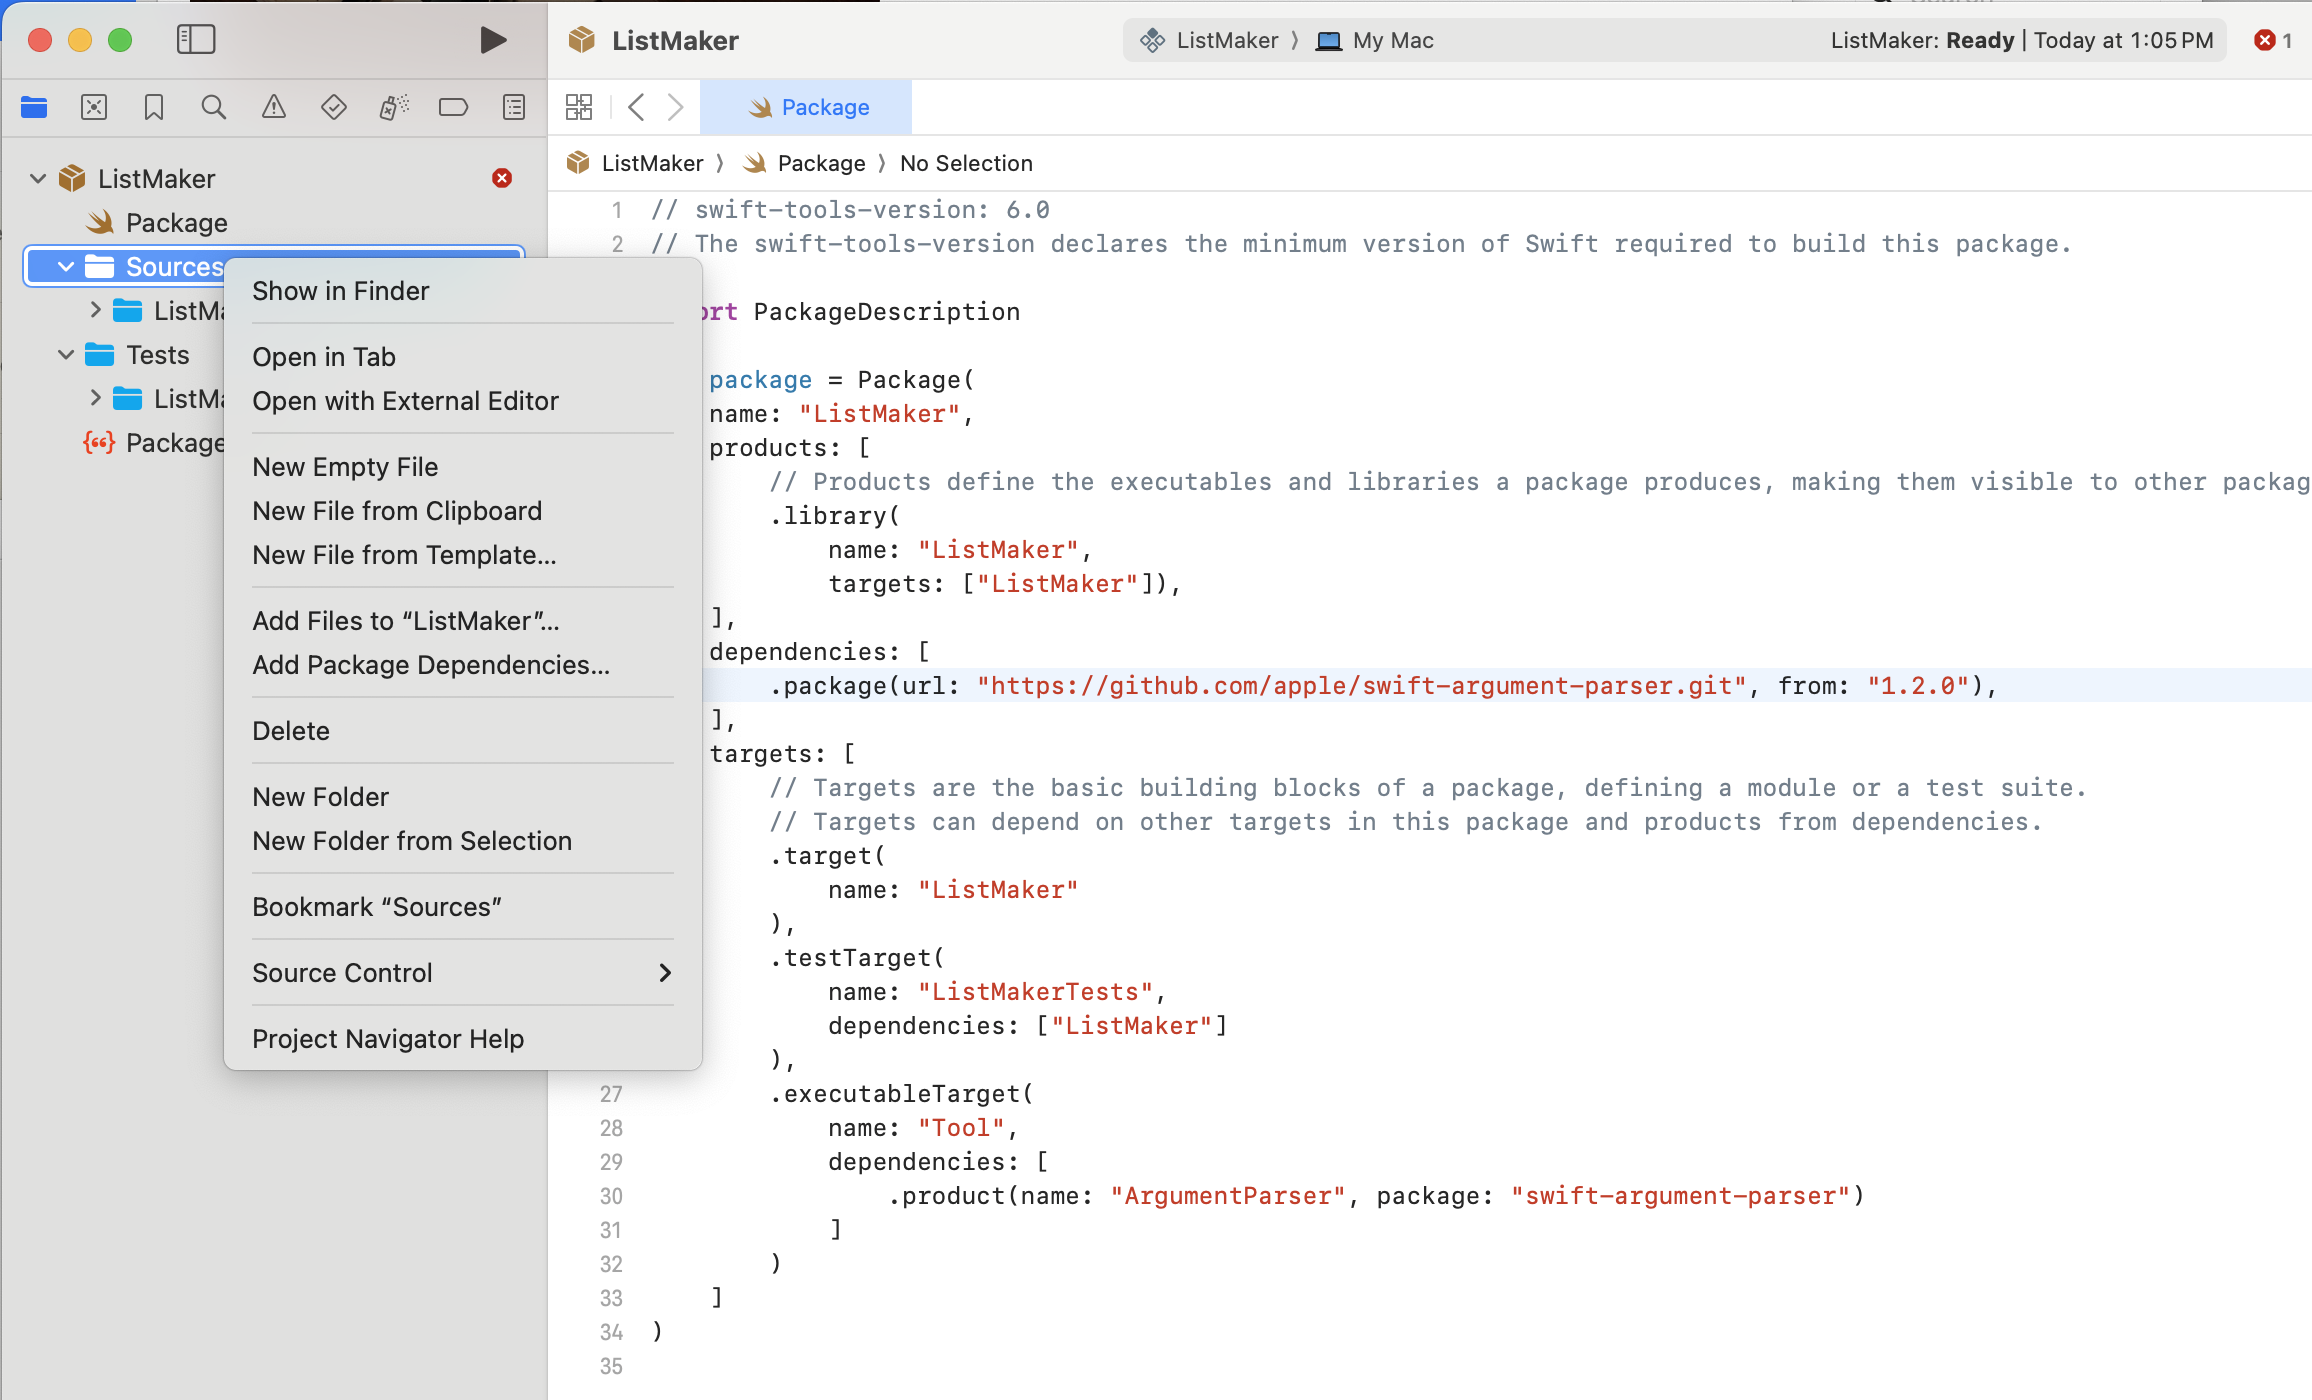 ListMaker
ListMaker 〉 My Mac
ListMaker: Ready | Today at 1:05 PM
1
Package
ListMaker 〉 Package 〉 No Selection
ListMaker
Package
Sources
Tests
Package
Show in Finder
Open in Tab
Open with External Editor
New Empty File
New File from Clipboard
New File from Template...
Add Files to “ListMaker”...
Add Package Dependencies...
Delete
New Folder
New Folder from Selection
Bookmark “Sources”
Source Control
Project Navigator Help
1 // swift-tools-version: 6.0
2 // The swift-tools-version declares the minimum version of Swift required to build this package.
ort PackageDescription
package = Package(
name: "ListMaker",
products: [
// Products define the executables and libraries a package produces, making them visible to other packag
.library(
name: "ListMaker",
targets: ["ListMaker"]),
],
dependencies: [
.package(url: "https://github.com/apple/swift-argument-parser.git", from: "1.2.0"),
],
targets: [
// Targets are the basic building blocks of a package, defining a module or a test suite.
// Targets can depend on other targets in this package and products from dependencies.
.target(
name: "ListMaker"
),
.testTarget(
name: "ListMakerTests",
dependencies: ["ListMaker"]
),
27 .executableTarget(
28 name: "Tool",
29 dependencies: [
30 .product(name: "ArgumentParser", package: "swift-argument-parser")
31 ]
32 )
33 ]
34 )
35